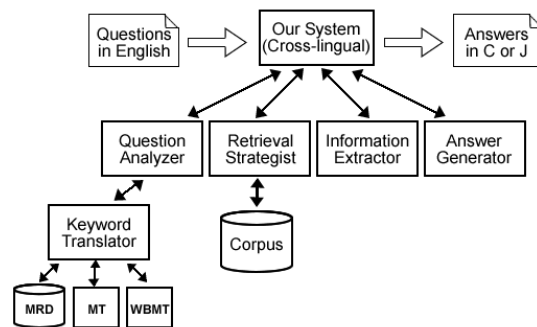 Questions
in English
Our System
(Cross-lingual)
Answers
in C or J
Question
Analyzer
Retrieval
Strategist
Information
Extractor
Answer
Generator
Keyword
Translator
Corpus
MRD
MT
WBMT